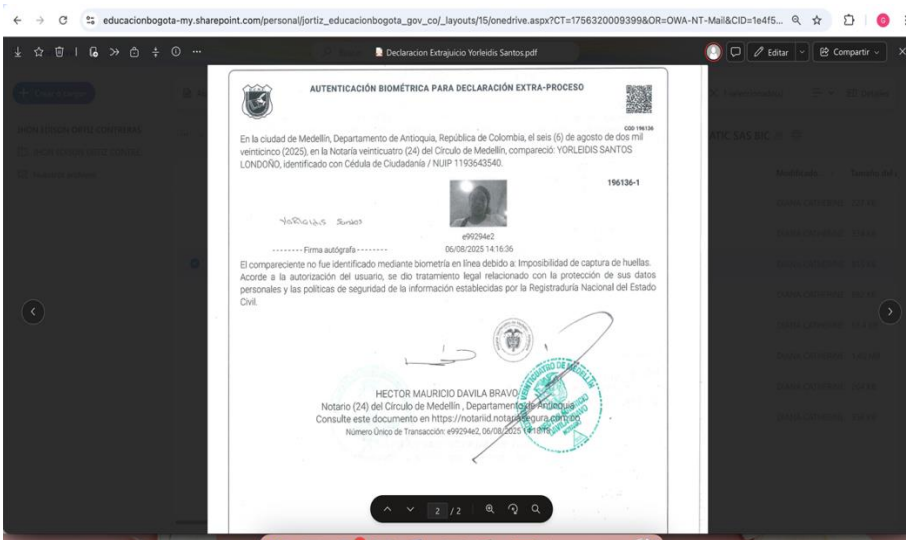 educacionbogota-my.sharepoint.com/personal/jortiz_educacionbogota_gov_co/_layouts/15/onedrive.aspx?CT=1756320009399&OR=OWA-NT-Mail&CID=1e4f5...
Declaracion Extrajuicio Yorleidis Santos.pdf
Editar
Compartir
AUTENTICACIÓN BIOMÉTRICA PARA DECLARACIÓN EXTRA-PROCESO
COD 196136
En la ciudad de Medellín, Departamento de Antioquia, República de Colombia, el seis (6) de agosto de dos mil
veinticinco (2025), en la Notaría veinticuatro (24) del Círculo de Medellín, compareció: YORLEIDIS SANTOS
LONDOÑO, identificado con Cédula de Ciudadanía / NUIP 1193643540.
196136-1
Santos
e99294e2
-------- Firma autógrafa --------
06/08/2025 14:16:36
El compareciente no fue identificado mediante biometría en línea debido a: Imposibilidad de captura de huellas.
Acorde a la autorización del usuario, se dio tratamiento legal relacionado con la protección de sus datos
personales y las políticas de seguridad de la información establecidas por la Registraduría Nacional del Estado
Civil.
HECTOR MAURICIO DAVILA BRAVO
Notario (24) del Círculo de Medellín , Departamento de Antioquia
Consulte este documento en https://notariid.notariasegura.com.co
Número Único de Transacción: e99294e2, 06/08/2025
2 / 2